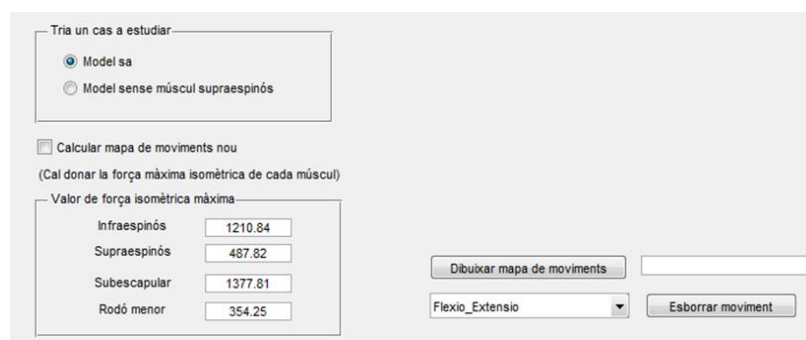 Tria un cas a estudiar
Model sa
Model sense múscul supraespinós
Calcular mapa de moviments nou
(Cal donar la força màxima isomètrica de cada múscul)
Valor de força isomètrica màxima
Infraespinós 1210.84
Supraespinós 487.82
Subescapular 1377.81
Rodó menor 354.25
Dibuixar mapa de moviments
Flexio_Extensio Esborrar moviment